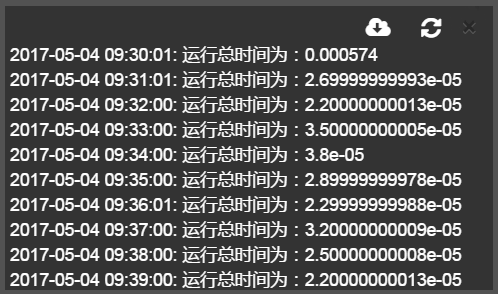 2017-05-04 09:30:01: 运行总时间为：0.000574
2017-05-04 09:31:01: 运行总时间为：2.69999999993e-05
2017-05-04 09:32:00: 运行总时间为：2.20000000013e-05
2017-05-04 09:33:00: 运行总时间为：3.50000000005e-05
2017-05-04 09:34:00: 运行总时间为：3.8e-05
2017-05-04 09:35:00: 运行总时间为：2.89999999978e-05
2017-05-04 09:36:01: 运行总时间为：2.29999999988e-05
2017-05-04 09:37:00: 运行总时间为：3.20000000009e-05
2017-05-04 09:38:00: 运行总时间为：2.50000000008e-05
2017-05-04 09:39:00: 运行总时间为：2.20000000013e-05